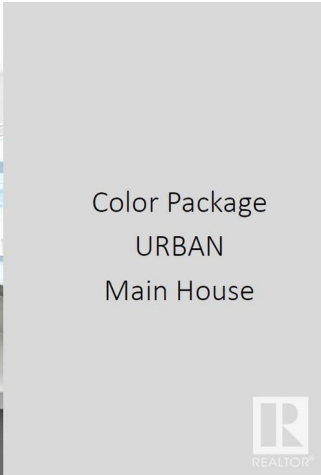 Color Package
URBAN
Main House
R
REALTOR®